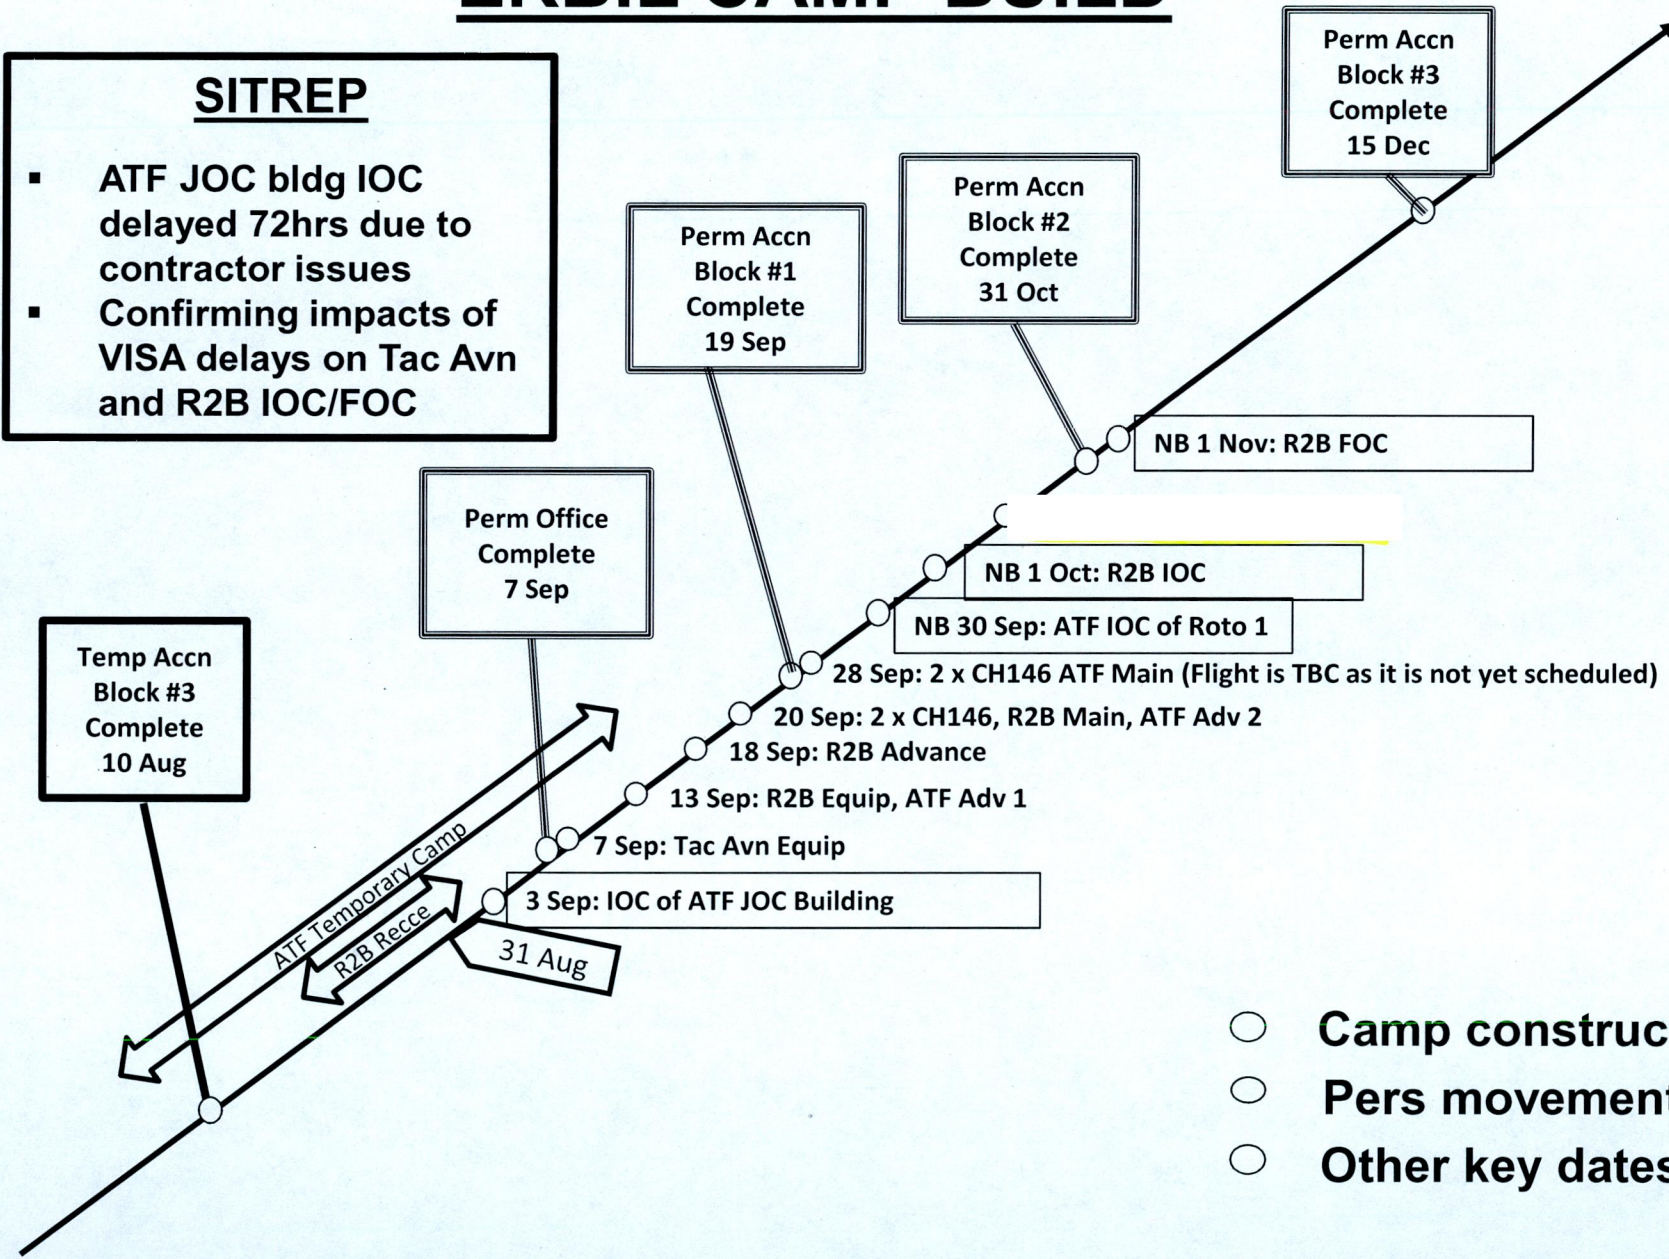 ERBIL CAMP BUILD
SITREP
▪ ATF JOC bldg IOC
delayed 72hrs due to
contractor issues
▪ Confirming impacts of
VISA delays on Tac Avn
and R2B IOC/FOC
Perm Accn
Block #3
Complete
15 Dec
Perm Accn
Block #2
Complete
31 Oct
Perm Accn
Block #1
Complete
19 Sep
Perm Office
Complete
7 Sep
Temp Accn
Block #3
Complete
10 Aug
NB 1 Nov: R2B FOC
NB 1 Oct: R2B IOC
NB 30 Sep: ATF IOC of Roto 1
28 Sep: 2 x CH146 ATF Main (Flight is TBC as it is not yet scheduled)
20 Sep: 2 x CH146, R2B Main, ATF Adv 2
18 Sep: R2B Advance
13 Sep: R2B Equip, ATF Adv 1
7 Sep: Tac Avn Equip
3 Sep: IOC of ATF JOC Building
31 Aug
ATF Temporary Camp
R2B Recce
Camp construc
Pers movement
Other key dates